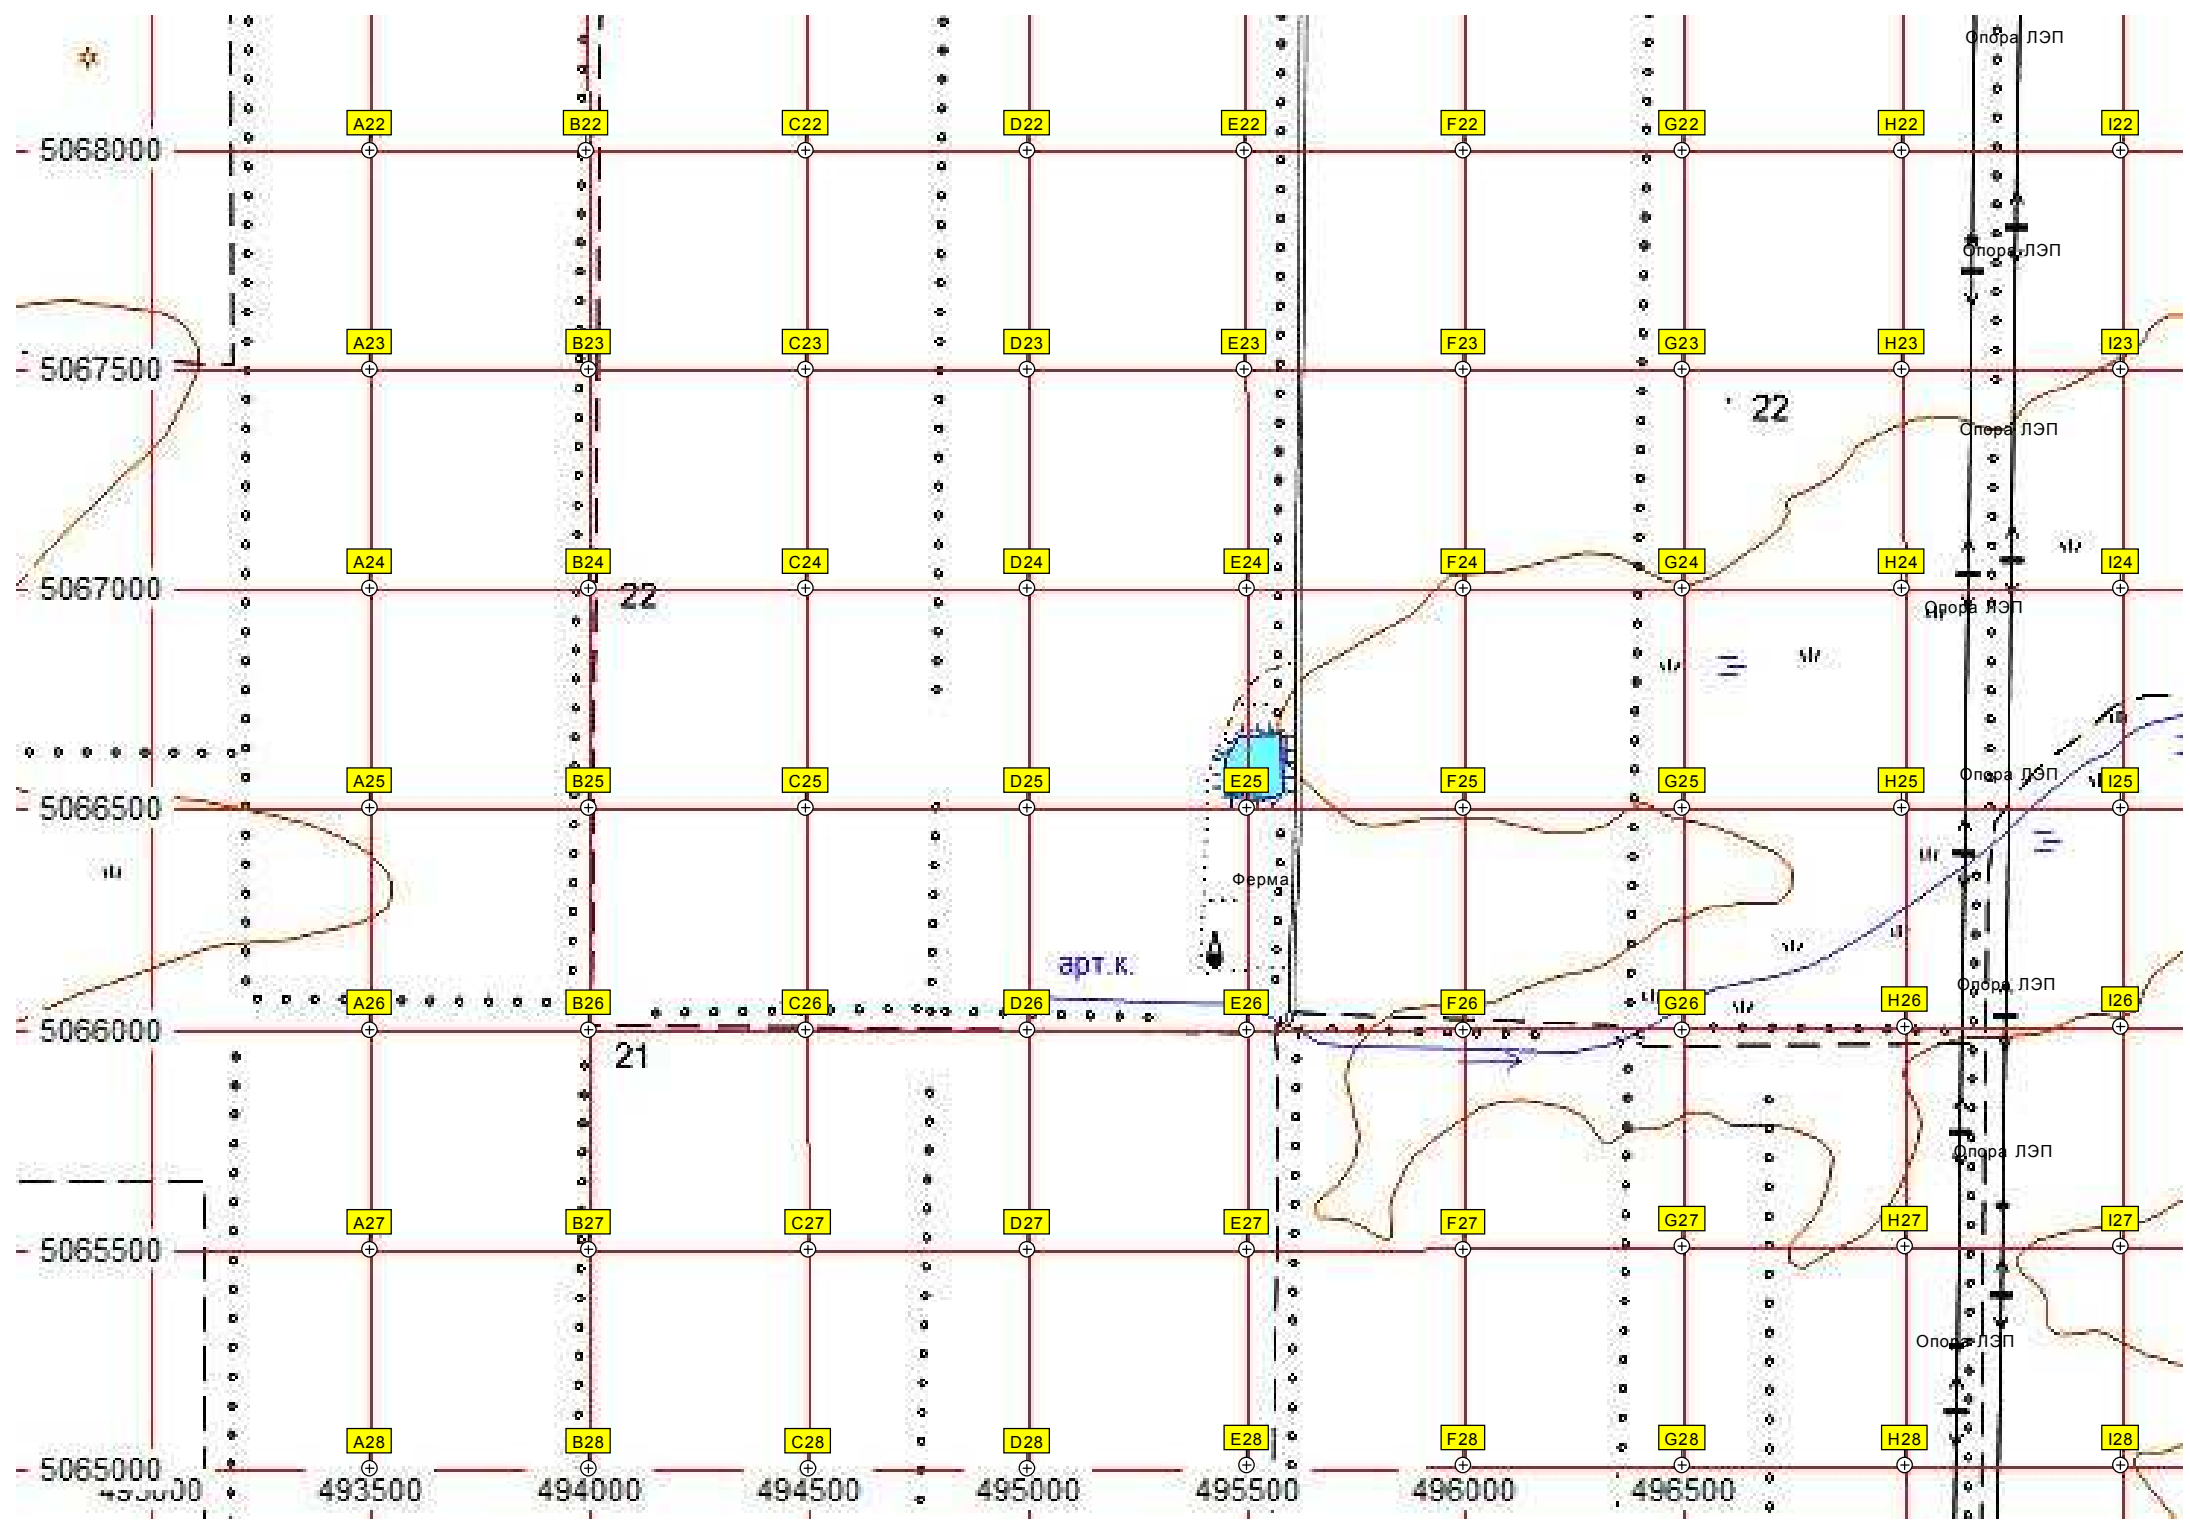 Опора ЛЭП
A22 B22 C22 D22 E22 F22 G22 H22 I22
5068000
Опора ЛЭП
A23 B23 C23 D23 E23 F23 G23 H23 I23
5067500
22
Опора ЛЭП
A24 B24 C24 D24 E24 F24 G24 H24 I24
5067000
22
Опора ЛЭП
Опора ЛЭП
A25 B25 C25 D25 E25 F25 G25 H25 I25
5066500
Ферма
арт.к.
Опора ЛЭП
A26 B26 C26 D26 E26 F26 G26 H26 I26
5066000
21
Опора ЛЭП
A27 B27 C27 D27 E27 F27 G27 H27 I27
5065500
Опора ЛЭП
A28 B28 C28 D28 E28 F28 G28 H28 I28
5065000
493000 493500 494000 494500 495000 495500 496000 496500